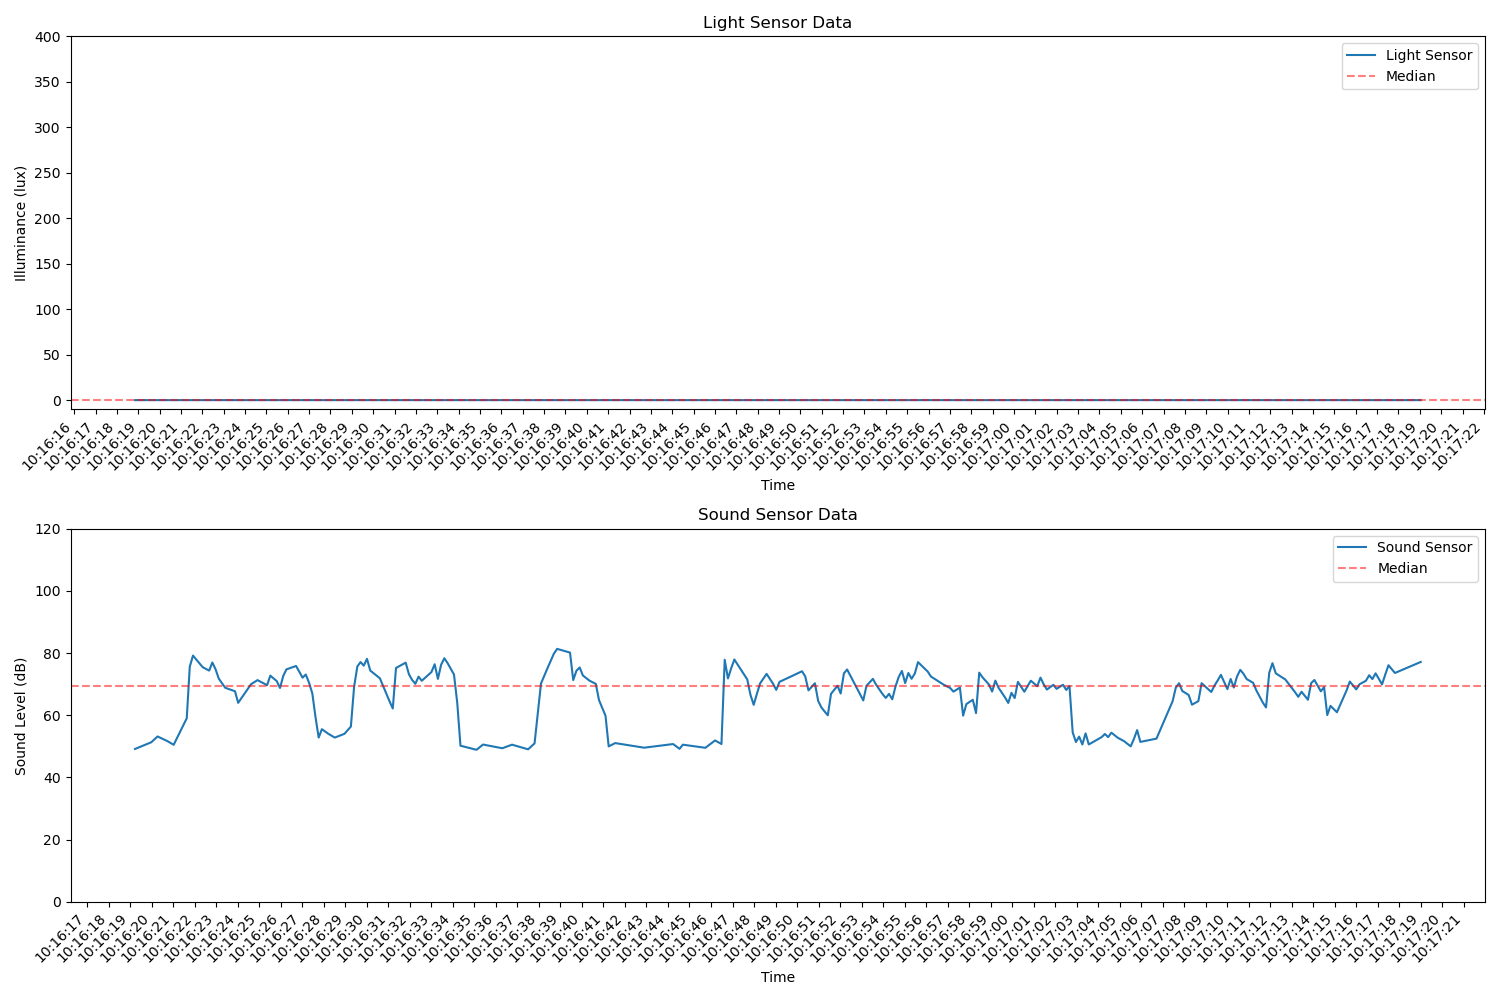 Light Sensor Data
Light Sensor
Median
400
350
300
250
200
150
100
50
0
Illuminance (lux)
10:16:16 10:16:17 10:16:18 10:16:19 10:16:20 10:16:21 10:16:22 10:16:23 10:16:24 10:16:25 10:16:26 10:16:27 10:16:28 10:16:29 10:16:30 10:16:31 10:16:32 10:16:33 10:16:34 10:16:35 10:16:36 10:16:37 10:16:38 10:16:39 10:16:40 10:16:41 10:16:42 10:16:43 10:16:44 10:16:45 10:16:46 10:16:47 10:16:48 10:16:49 10:16:50 10:16:51 10:16:52 10:16:53 10:16:54 10:16:55 10:16:56 10:16:57 10:16:58 10:16:59 10:17:00 10:17:01 10:17:02 10:17:03 10:17:04 10:17:05 10:17:06 10:17:07 10:17:08 10:17:09 10:17:10 10:17:11 10:17:12 10:17:13 10:17:14 10:17:15 10:17:16 10:17:17 10:17:18 10:17:19 10:17:20 10:17:21 10:17:22
Time
Sound Sensor Data
Sound Sensor
Median
120
100
80
60
40
20
0
Sound Level (dB)
10:16:17 10:16:18 10:16:19 10:16:20 10:16:21 10:16:22 10:16:23 10:16:24 10:16:25 10:16:26 10:16:27 10:16:28 10:16:29 10:16:30 10:16:31 10:16:32 10:16:33 10:16:34 10:16:35 10:16:36 10:16:37 10:16:38 10:16:39 10:16:40 10:16:41 10:16:42 10:16:43 10:16:44 10:16:45 10:16:46 10:16:47 10:16:48 10:16:49 10:16:50 10:16:51 10:16:52 10:16:53 10:16:54 10:16:55 10:16:56 10:16:57 10:16:58 10:16:59 10:17:00 10:17:01 10:17:02 10:17:03 10:17:04 10:17:05 10:17:06 10:17:07 10:17:08 10:17:09 10:17:10 10:17:11 10:17:12 10:17:13 10:17:14 10:17:15 10:17:16 10:17:17 10:17:18 10:17:19 10:17:20 10:17:21
Time